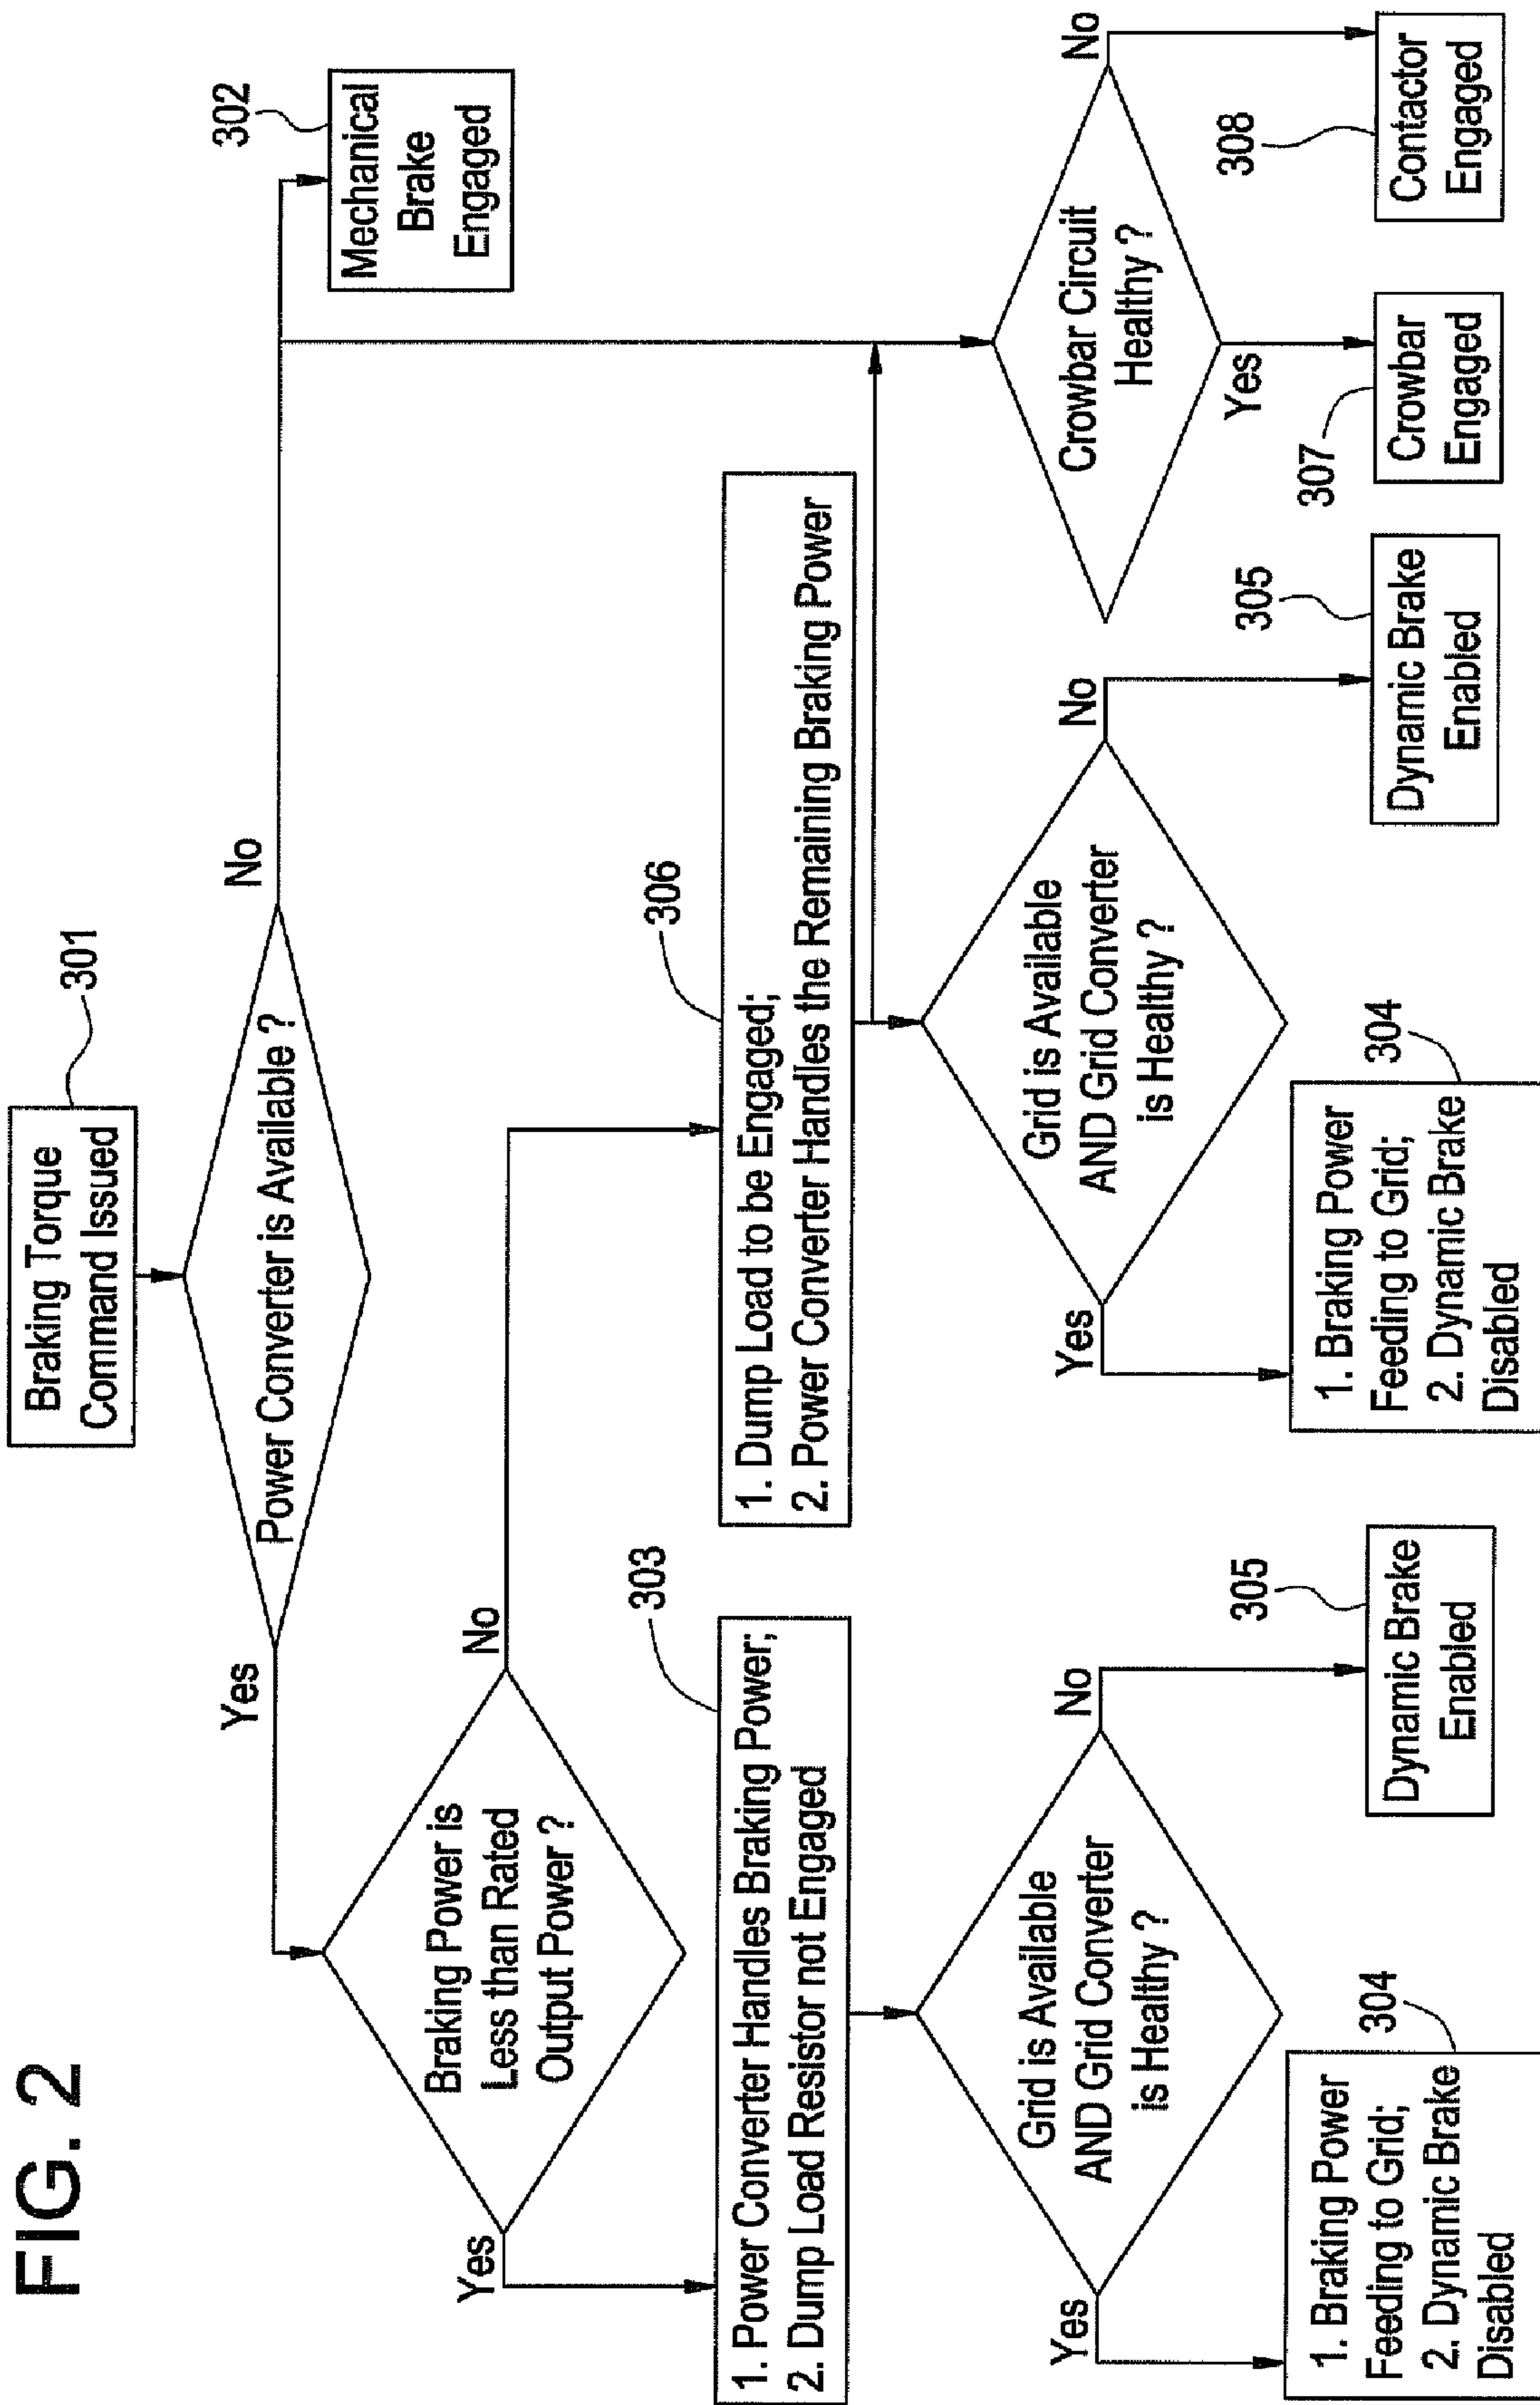 FIG. 2
Braking Torque
Command Issued
301
Power Converter is Available ?
Yes
No
302
Mechanical
Brake
Engaged
Braking Power is
Less than Rated
Output Power ?
Yes
No
303
1. Power Converter Handles Braking Power;
2. Dump Load Resistor not Engaged
306
1. Dump Load to be Engaged;
2. Power Converter Handles the Remaining Braking Power
Grid is Available
AND Grid Converter
is Healthy ?
Yes
No
304
1. Braking Power
Feeding to Grid;
2. Dynamic Brake
Disabled
305
Dynamic Brake
Enabled
Grid is Available
AND Grid Converter
is Healthy ?
Yes
No
304
1. Braking Power
Feeding to Grid;
2. Dynamic Brake
Disabled
305
Dynamic Brake
Enabled
Crowbar Circuit
Healthy ?
Yes
No
307
Crowbar
Engaged
308
Contactor
Engaged